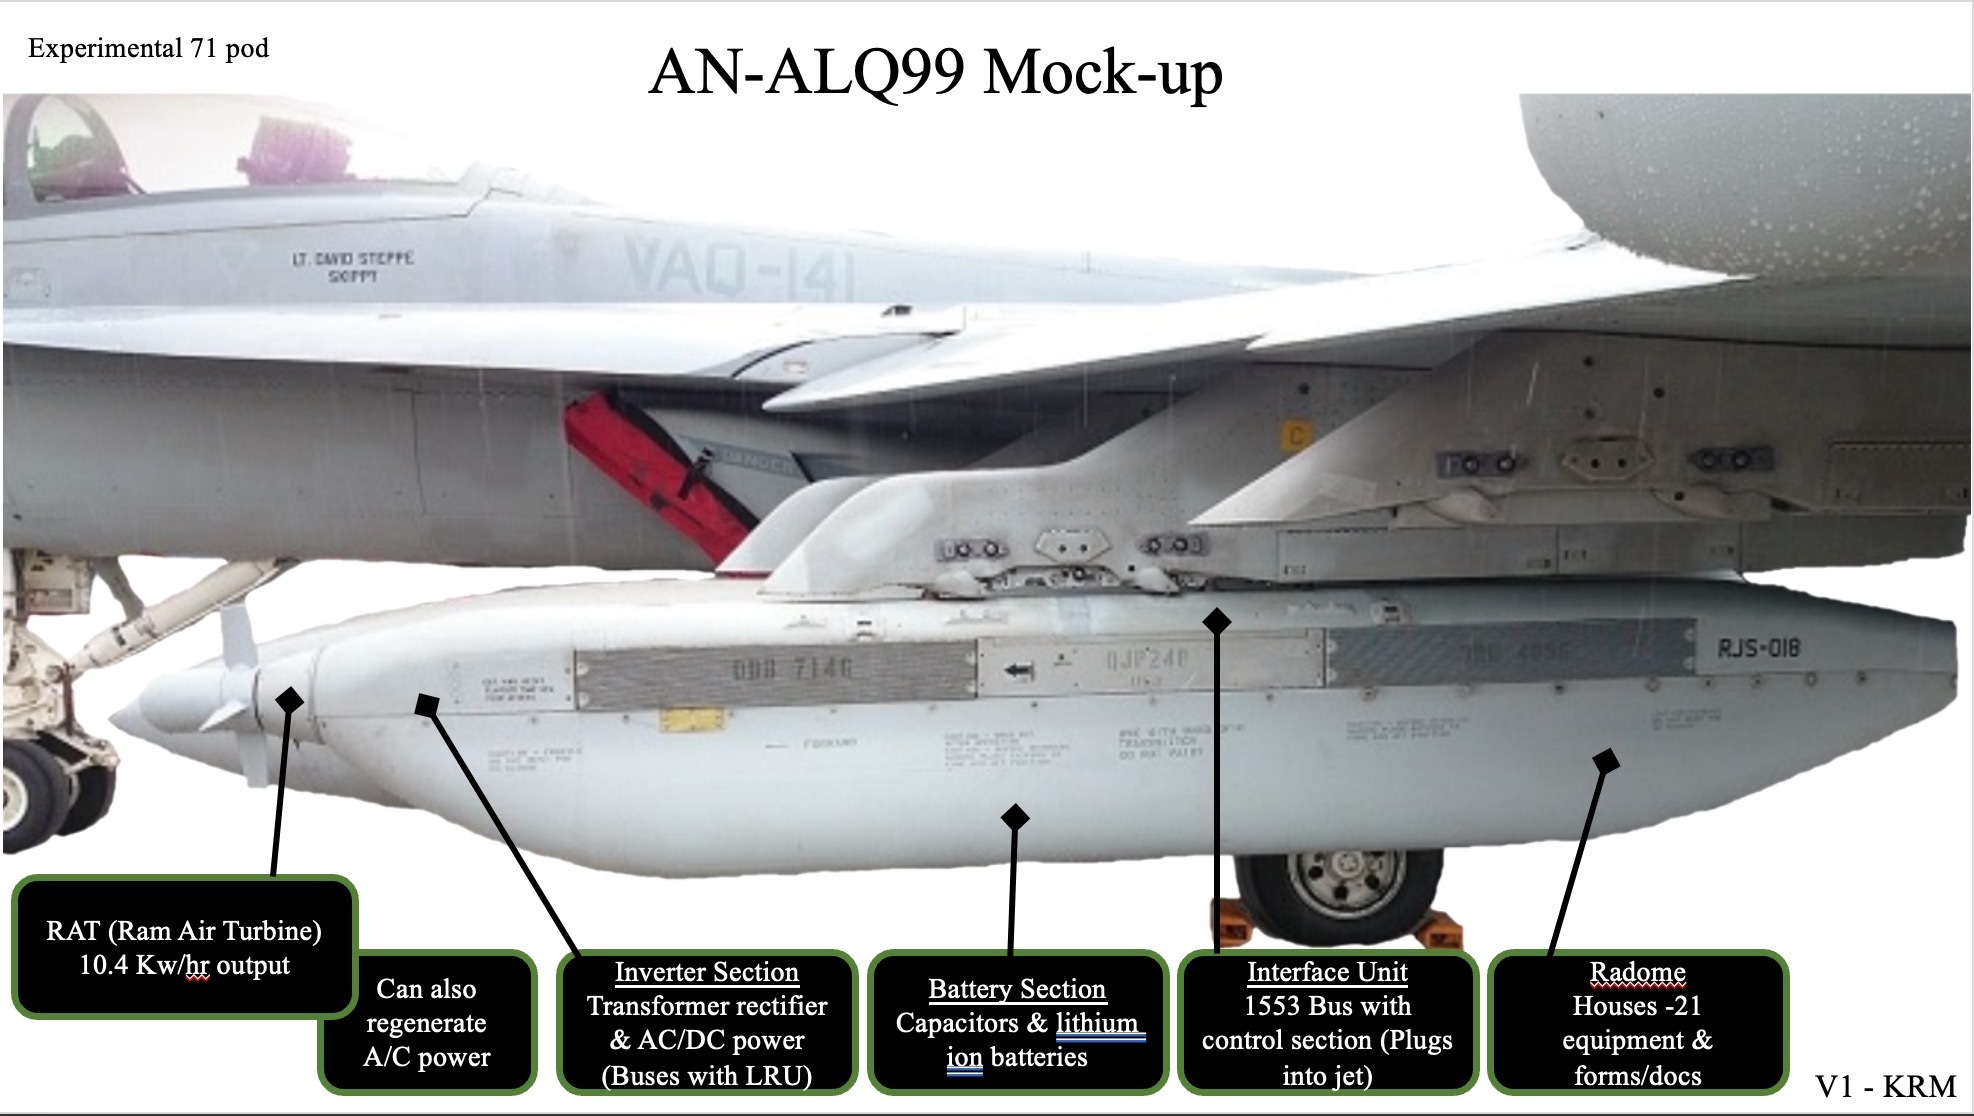 Experimental 71 pod
AN-ALQ99 Mock-up
LT. DAVID STEPPE
SKIPPY
VAQ-141
C
DANGER
RJS-018
FORWARD
RAT (Ram Air Turbine)
10.4 Kw/hr output
Can also
regenerate
A/C power
Inverter Section
Transformer rectifier
& AC/DC power
(Buses with LRU)
Battery Section
Capacitors & lithium
ion batteries
Interface Unit
1553 Bus with
control section (Plugs
into jet)
Radome
Houses -21
equipment &
forms/docs
V1 - KRM